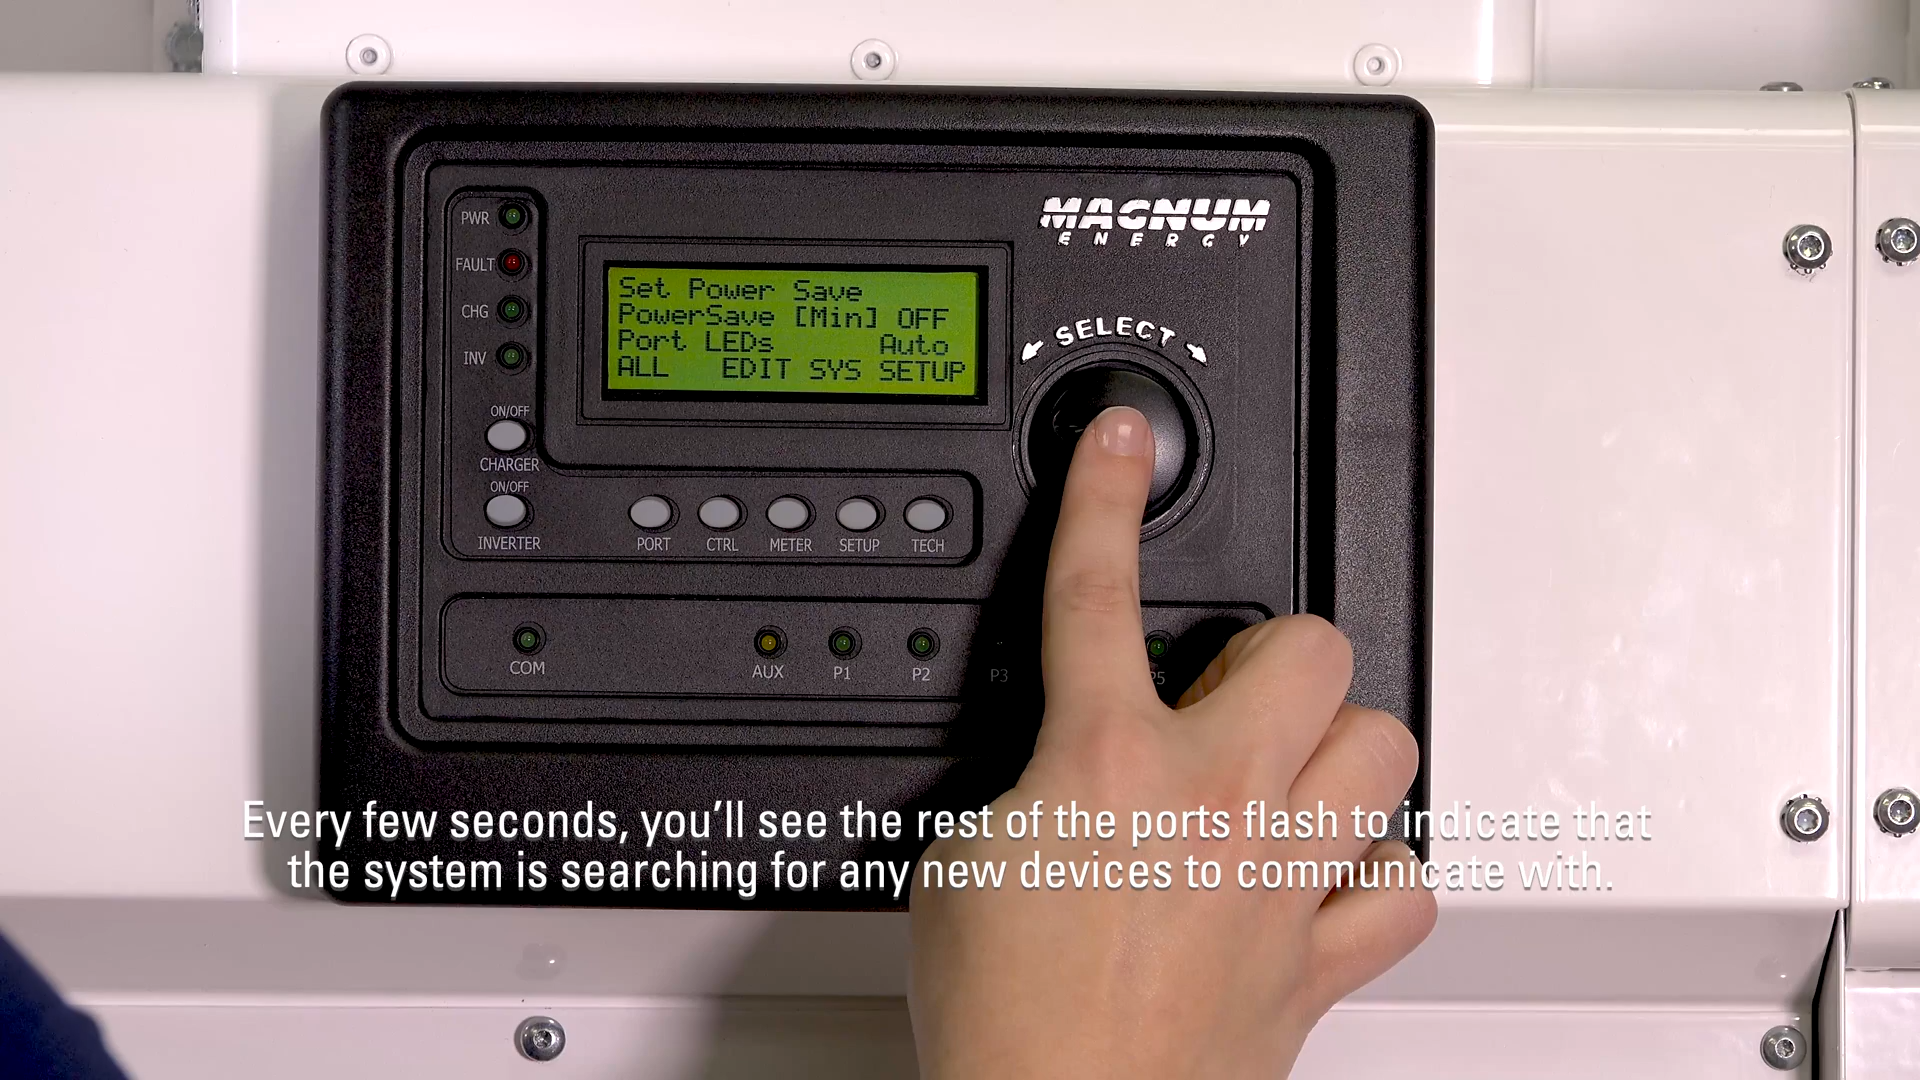 MAGNUM
ENERGY
PWR
FAULT
CHG
INV
Set Power Save
PowerSave [Min] OFF
Port LEDs Auto
ALL EDIT SYS SETUP
SELECT
ON/OFF
CHARGER
ON/OFF
INVERTER
PORT CTRL METER SETUP TECH
COM AUX P1 P2 P3 P5
Every few seconds, you'll see the rest of the ports flash to indicate that
the system is searching for any new devices to communicate with.